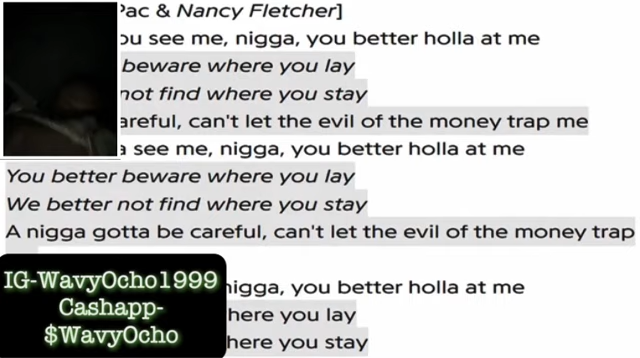 Pac & Nancy Fletcher]
ou see me, nigga, you better holla at me
beware where you lay
not find where you stay
areful, can't let the evil of the money trap me
a see me, nigga, you better holla at me
You better beware where you lay
We better not find where you stay
A nigga gotta be careful, can't let the evil of the money trap
nigga, you better holla at me
here you lay
here you stay
IG-WavyOcho1999
Cashapp-
$WavyOcho